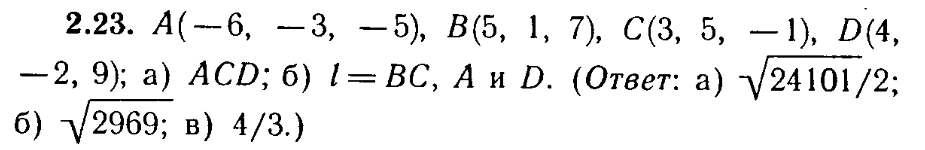 2.23. A(−6, −3, −5), B(5, 1, 7), C(3, 5, −1), D(4,
−2, 9); а) ACD; б) l = BC, A и D. (Ответ: а) √24101/2;
б) √2969; в) 4/3.)